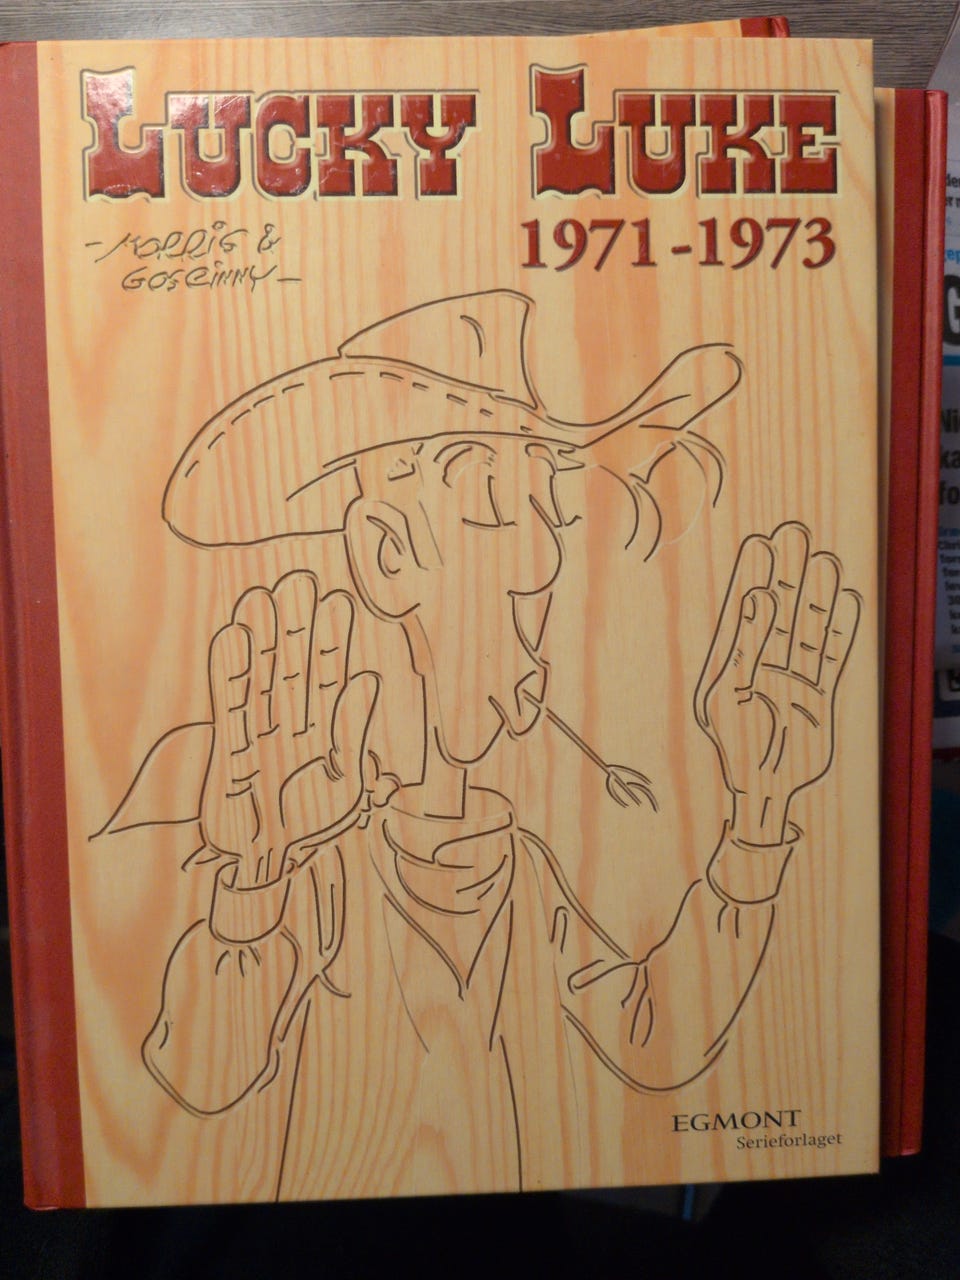 LUCKY LUKE
- MORRIS &
GOSCINNY -
1971-1973
EGMONT
Serieforlaget